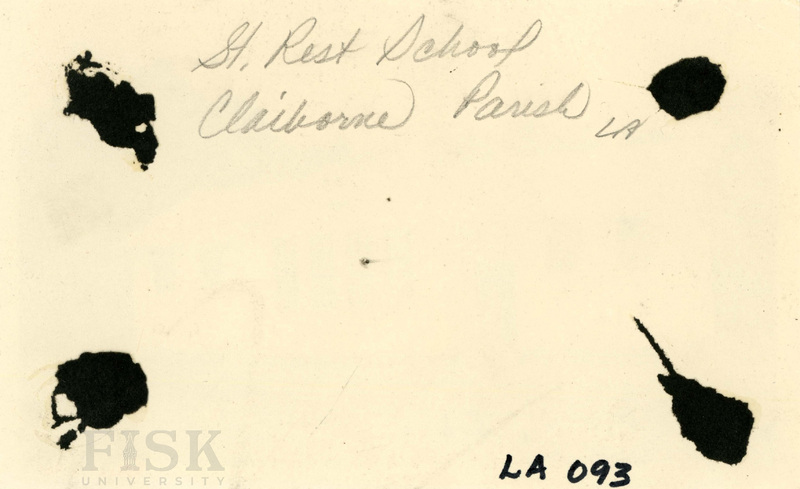 St. Rest School
Claiborne Parish LA
FISK
UNIVERSITY
LA 093